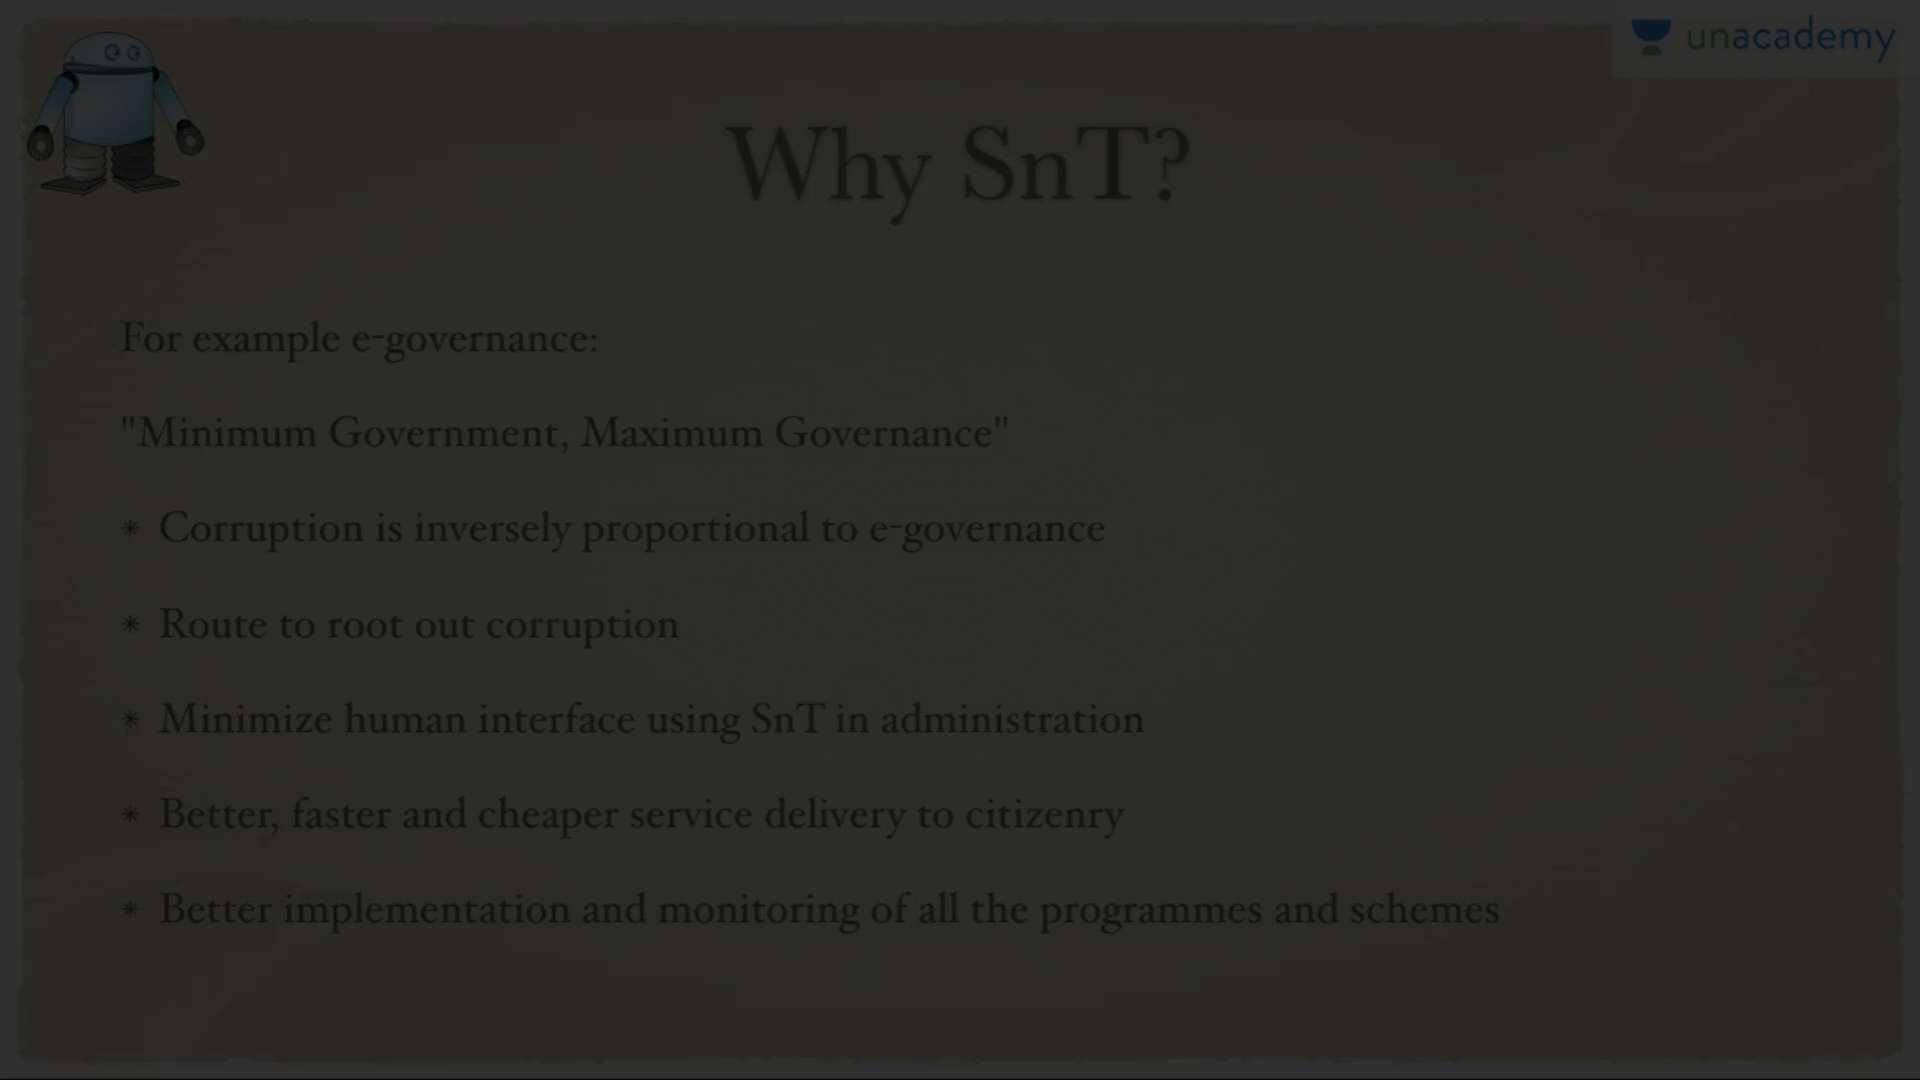 unacademy
Why SnT?
For example e-governance:
"Minimum Government, Maximum Governance"
* Corruption is inversely proportional to e-governance
* Route to root out corruption
* Minimize human interface using SnT in administration
* Better, faster and cheaper service delivery to citizenry
* Better implementation and monitoring of all the programmes and schemes